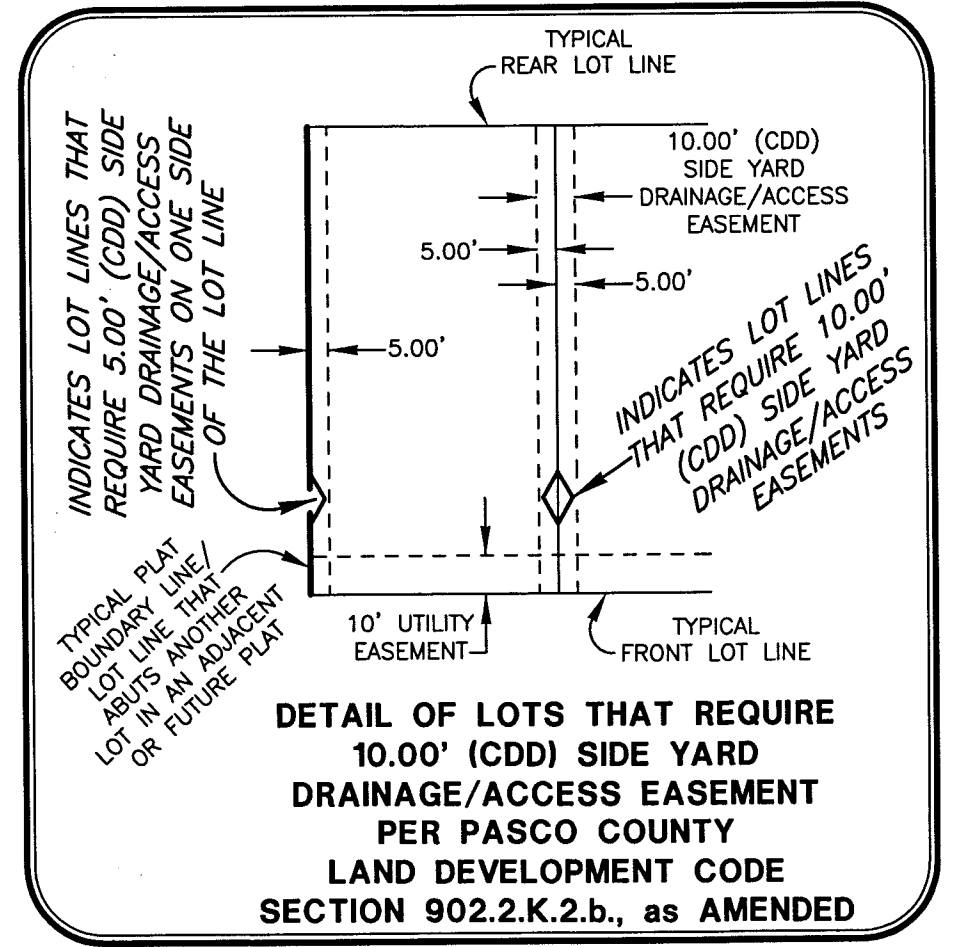 TYPICAL
REAR LOT LINE
INDICATES LOT LINES THAT
REQUIRE 5.00' (CDD) SIDE
YARD DRAINAGE/ACCESS
EASEMENTS ON ONE SIDE
OF THE LOT LINE
10.00' (CDD)
SIDE YARD
DRAINAGE/ACCESS
EASEMENT
5.00'
5.00'
5.00'
INDICATES LOT LINES
THAT REQUIRE 10.00'
(CDD) SIDE YARD
DRAINAGE/ACCESS
EASEMENTS
TYPICAL PLAT
BOUNDARY LINE/
LOT LINE THAT
ABUTS ANOTHER
LOT IN AN ADJACENT
OR FUTURE PLAT
10' UTILITY
EASEMENT
TYPICAL
FRONT LOT LINE
DETAIL OF LOTS THAT REQUIRE
10.00' (CDD) SIDE YARD
DRAINAGE/ACCESS EASEMENT
PER PASCO COUNTY
LAND DEVELOPMENT CODE
SECTION 902.2.K.2.b., as AMENDED